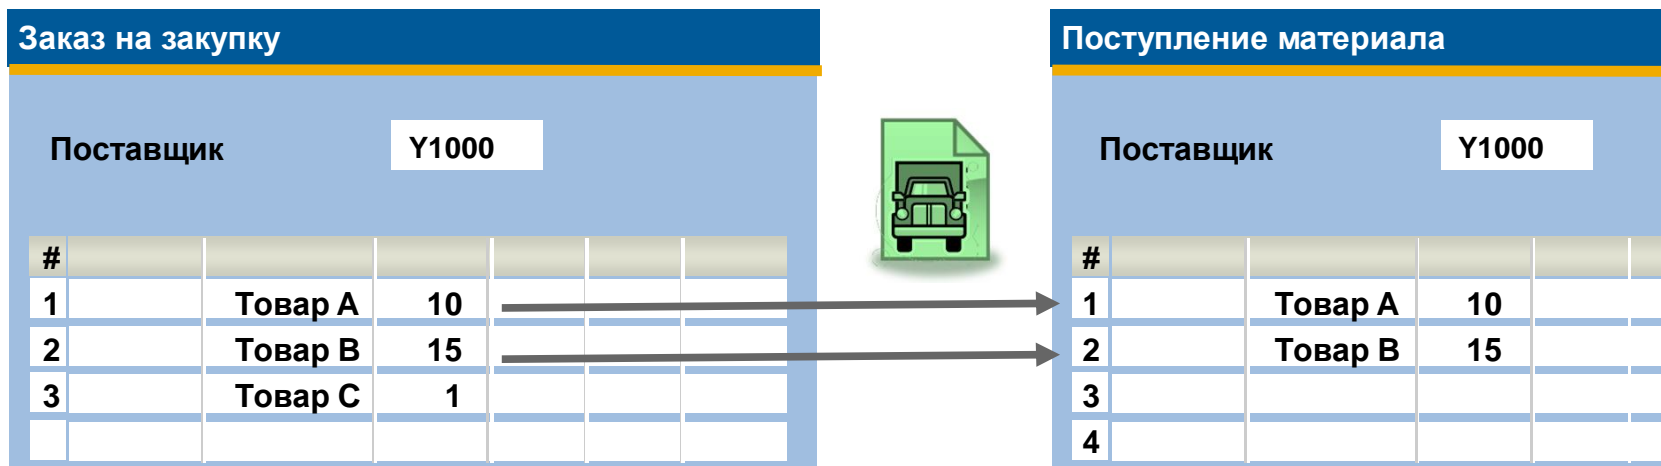 Заказ на закупку
Поставщик Y1000
#
1 Товар A 10
2 Товар B 15
3 Товар C 1
Поступление материала
Поставщик Y1000
#
1 Товар A 10
2 Товар B 15
3
4